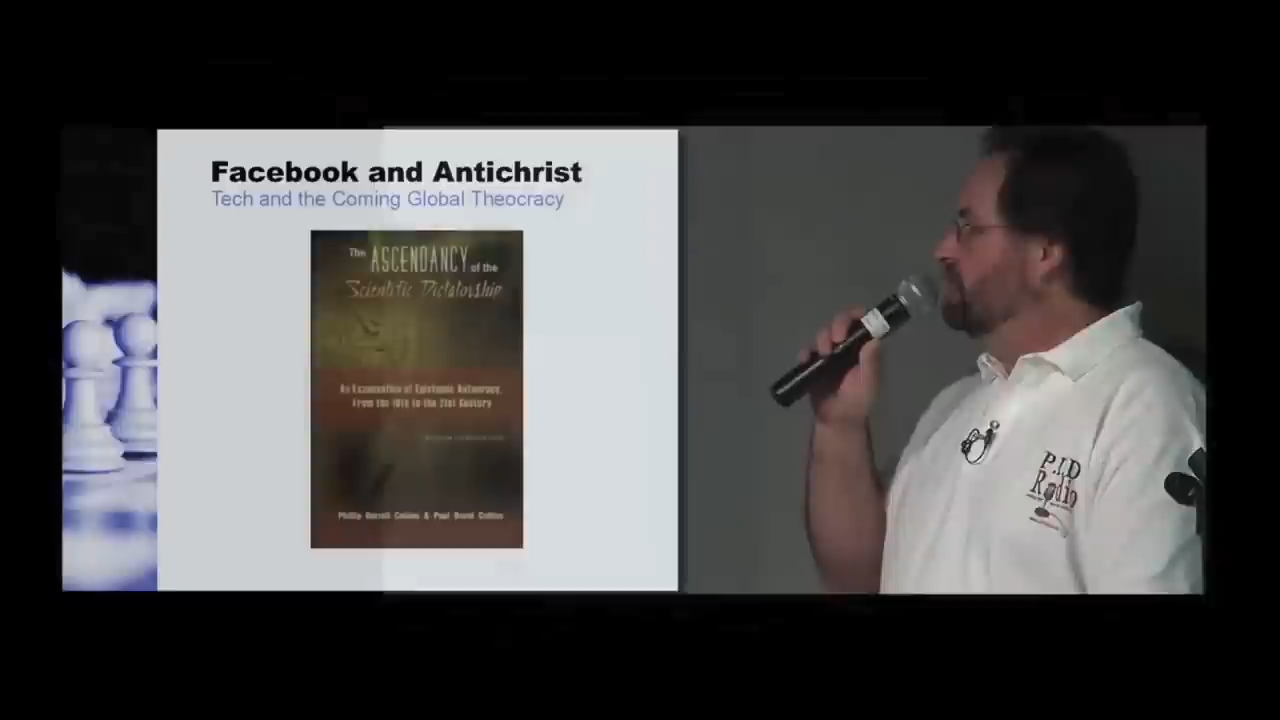 Facebook and Antichrist
Tech and the Coming Global Theocracy
The ASCENDANCY of the
Scientific Dictatorship
An Examination of Epistemic Autocracy,
From the 19th to the 21st Century
Phillip Darrell Collins & Paul David Collins
P.I.D
Radio